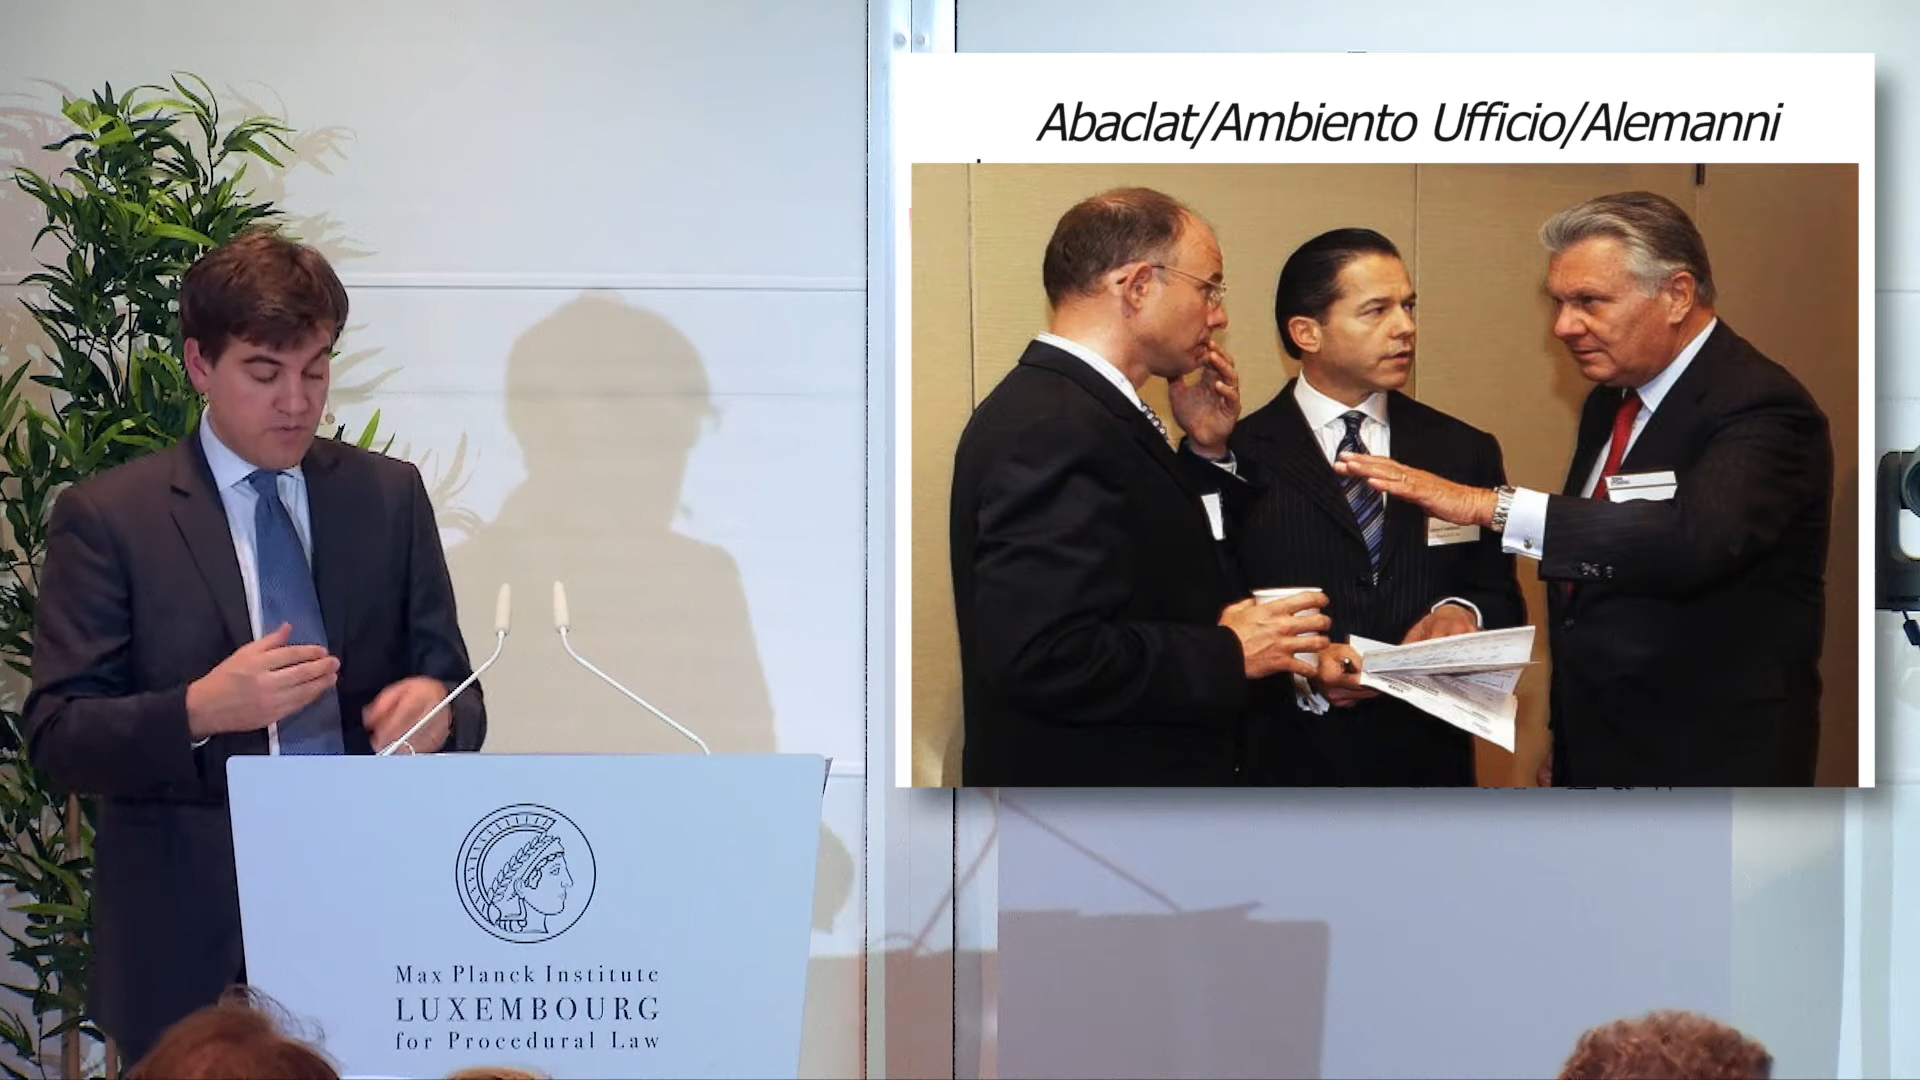 Abaclat/Ambiento Ufficio/Alemanni
Max Planck Institute
LUXEMBOURG
for Procedural Law